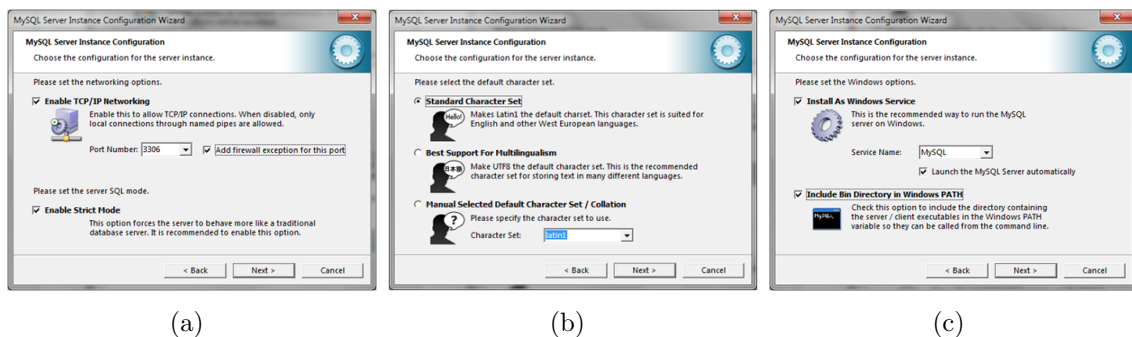 MySQL Server Instance Configuration Wizard
MySQL Server Instance Configuration
Choose the configuration for the server instance.
Please set the networking options.
Enable TCP/IP Networking
Enable this to allow TCP/IP connections. When disabled, only
local connections through named pipes are allowed.
Port Number: 3306 Add firewall exception for this port
Please set the server SQL mode.
Enable Strict Mode
This option forces the server to behave more like a traditional
database server. It is recommended to enable this option.
< Back Next > Cancel
(a)
MySQL Server Instance Configuration Wizard
MySQL Server Instance Configuration
Choose the configuration for the server instance.
Please select the default character set.
Standard Character Set
Hello!
Makes Latin1 the default charset. This character set is suited for
English and other West European languages.
Best Support For Multilingualism
日本語
Make UTF8 the default character set. This is the recommended
character set for storing text in many different languages.
Manual Selected Default Character Set / Collation
?
Please specify the character set to use.
Character Set: latin1
< Back Next > Cancel
(b)
MySQL Server Instance Configuration Wizard
MySQL Server Instance Configuration
Choose the configuration for the server instance.
Please set the Windows options.
Install As Windows Service
This is the recommended way to run the MySQL
server on Windows.
Service Name: MySQL
Launch the MySQL Server automatically
Include Bin Directory in Windows PATH
Check this option to include the directory containing
the server / client executables in the Windows PATH
variable so they can be called from the command line.
< Back Next > Cancel
(c)